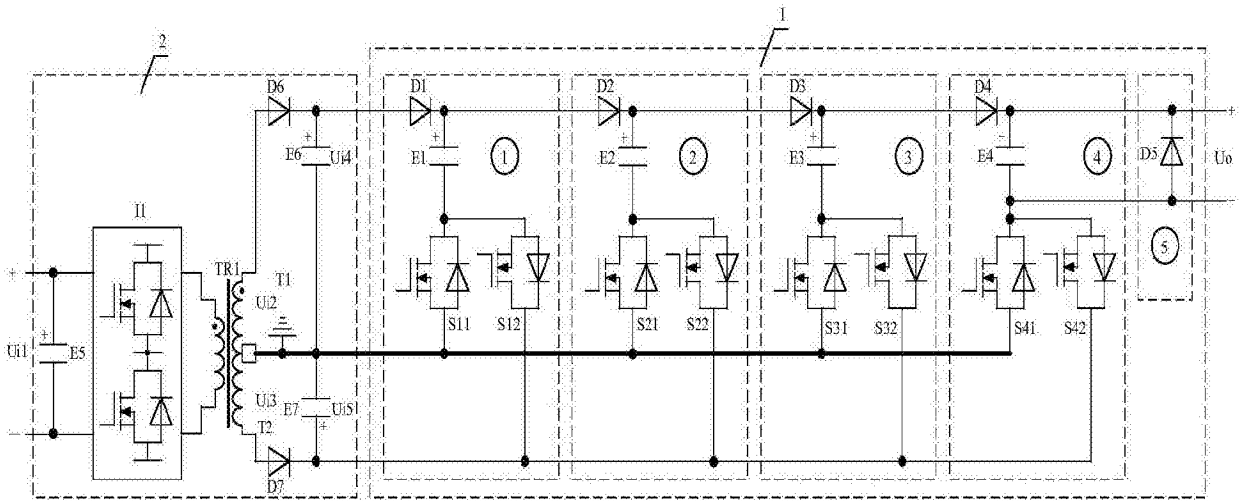 2
1
D6
D1
D2
D3
D4
+
+
+
+
+
E6
Ui4
E1
1
E2
2
E3
3
E4
4
D5
Uo
I1
5
TR1
T1
+
Ui2
+
S11
S12
S21
S22
S31
S32
S41
S42
Ui1
E5
Ui3
E7
Ui5
T2
+
D7